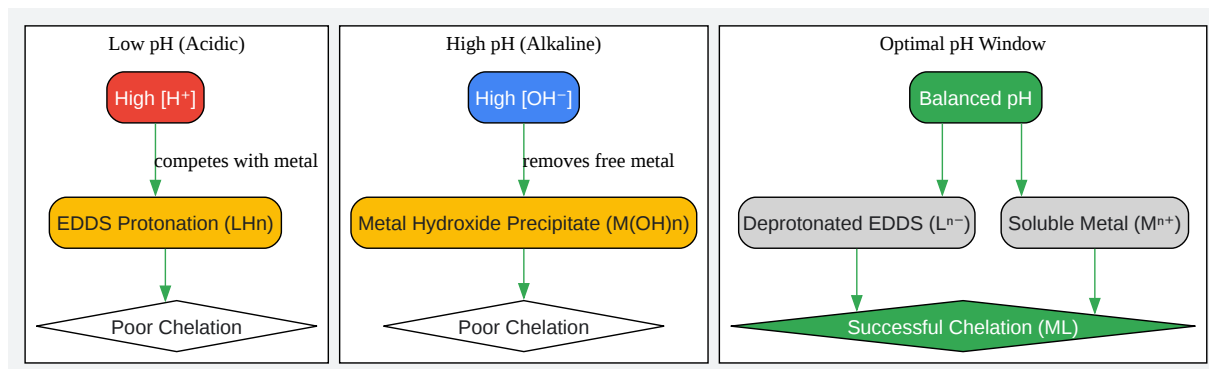 Low pH (Acidic)
High [H⁺]
competes with metal
EDDS Protonation (LHn)
Poor Chelation
High pH (Alkaline)
High [OH⁻]
removes free metal
Metal Hydroxide Precipitate (M(OH)n)
Poor Chelation
Optimal pH Window
Balanced pH
Deprotonated EDDS (Lⁿ⁻)
Soluble Metal (Mⁿ⁺)
Successful Chelation (ML)